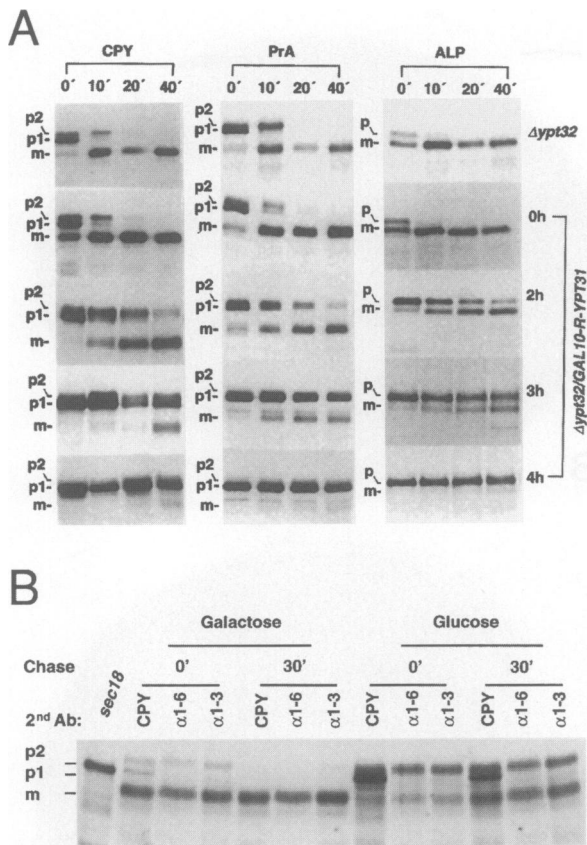 A
CPY PrA ALP
0´ 10´ 20´ 40´ 0´ 10´ 20´ 40´ 0´ 10´ 20´ 40´
p2 p2
p1- p1- p
m- m- m- Δypt32
p2 p2
p1- p1- p 0h
m- m- m-
p2 p2
p1- p1- p 2h
m- m- m-
p2 p2
p1- p1- p 3h
m- m- m-
p2 p2
p1- p1- p 4h
m- m- m-
Δypt32/GAL10-R-YPT31
B
Galactose Glucose
Chase 0´ 30´ 0´ 30´
2nd Ab: sec18 CPY α1-6 α1-3 CPY α1-6 α1-3 CPY α1-6 α1-3 CPY α1-6 α1-3
p2
p1
m